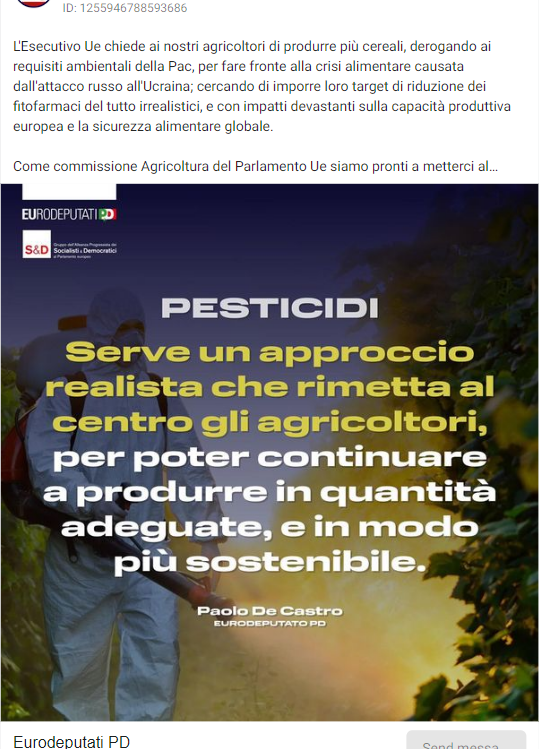 ID: 1255946788593686
L'Esecutivo Ue chiede ai nostri agricoltori di produrre più cereali, derogando ai
requisiti ambientali della Pac, per fare fronte alla crisi alimentare causata
dall'attacco russo all'Ucraina; cercando di imporre loro target di riduzione dei
fitofarmaci del tutto irrealistici, e con impatti devastanti sulla capacità produttiva
europea e la sicurezza alimentare globale.
Come commissione Agricoltura del Parlamento Ue siamo pronti a metterci al...
EURODEPUTATI PD
S&D
Gruppo dell'Alleanza Progressista dei
Socialisti e Democratici
al Parlamento europeo
PESTICIDI
Serve un approccio
realista che rimetta al
centro gli agricoltori,
per poter continuare
a produrre in quantità
adeguate, e in modo
più sostenibile.
Paolo De Castro
EURODEPUTATO PD
Eurodeputati PD
Send messa...